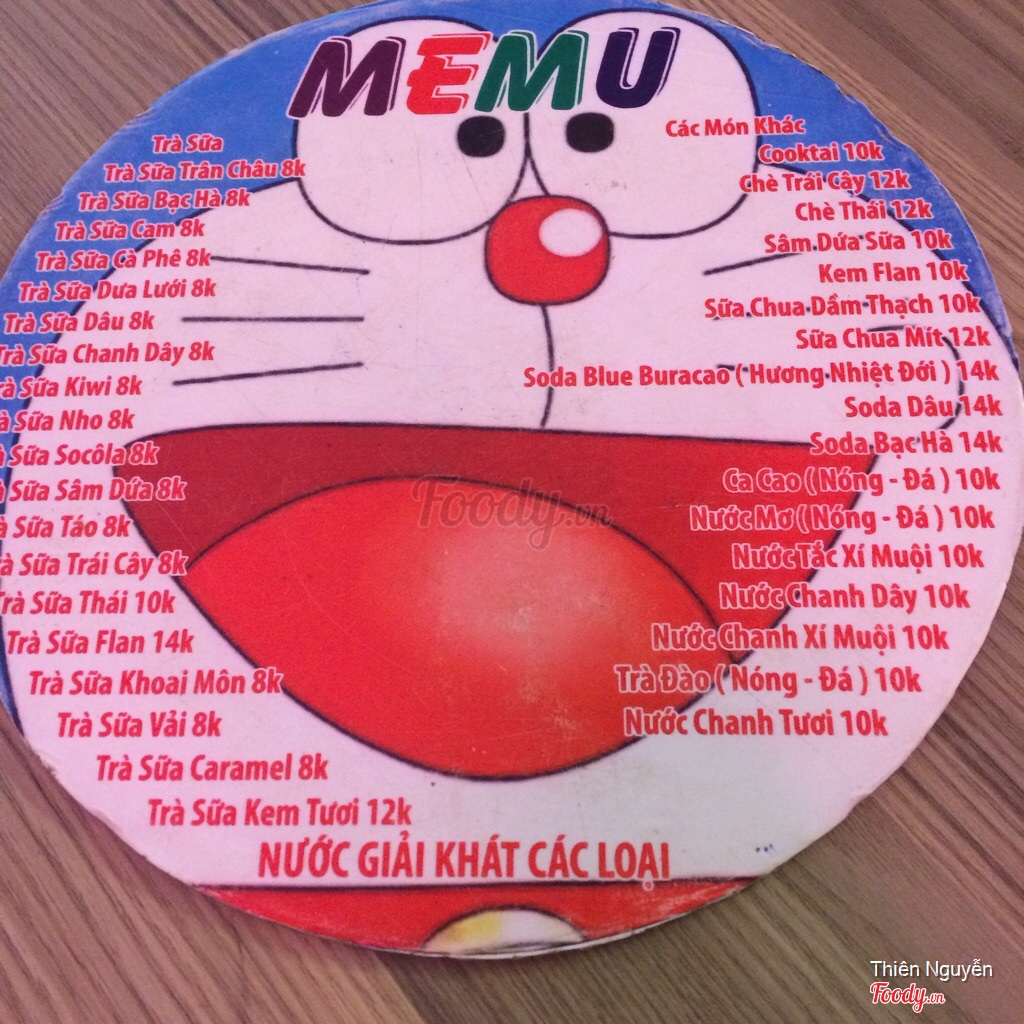 MEMU
Trà Sữa
Trà Sữa Trân Châu 8k
Trà Sữa Bạc Hà 8k
Trà Sữa Cam 8k
Trà Sữa Cà Phê 8k
Trà Sữa Dưa Lưới 8k
Trà Sữa Dâu 8k
Trà Sữa Chanh Dây 8k
Trà Sữa Kiwi 8k
Trà Sữa Nho 8k
Sữa Socôla 8k
Sữa Sâm Dứa 8k
Sữa Táo 8k
Trà Sữa Trái Cây 8k
Trà Sữa Thái 10k
Trà Sữa Flan 14k
Trà Sữa Khoai Môn 8k
Trà Sữa Vải 8k
Trà Sữa Caramel 8k
Trà Sữa Kem Tươi 12k
Các Món Khác
Cooktai 10k
Chè Trái Cây 12k
Chè Thái 12k
Sâm Dứa Sữa 10k
Kem Flan 10k
Sữa Chua Dầm Thạch 10k
Sữa Chua Mít 12k
Soda Blue Buracao ( Hương Nhiệt Đới ) 14k
Soda Dâu 14k
Soda Bạc Hà 14k
Ca Cao ( Nóng - Đá ) 10k
Nước Mơ ( Nóng - Đá ) 10k
Nước Tắc Xí Muội 10k
Nước Chanh Dây 10k
Nước Chanh Xí Muội 10k
Trà Đào ( Nóng - Đá ) 10k
Nước Chanh Tươi 10k
NƯỚC GIẢI KHÁT CÁC LOẠI
Foody.vn
Thiên Nguyễn
Foody.vn